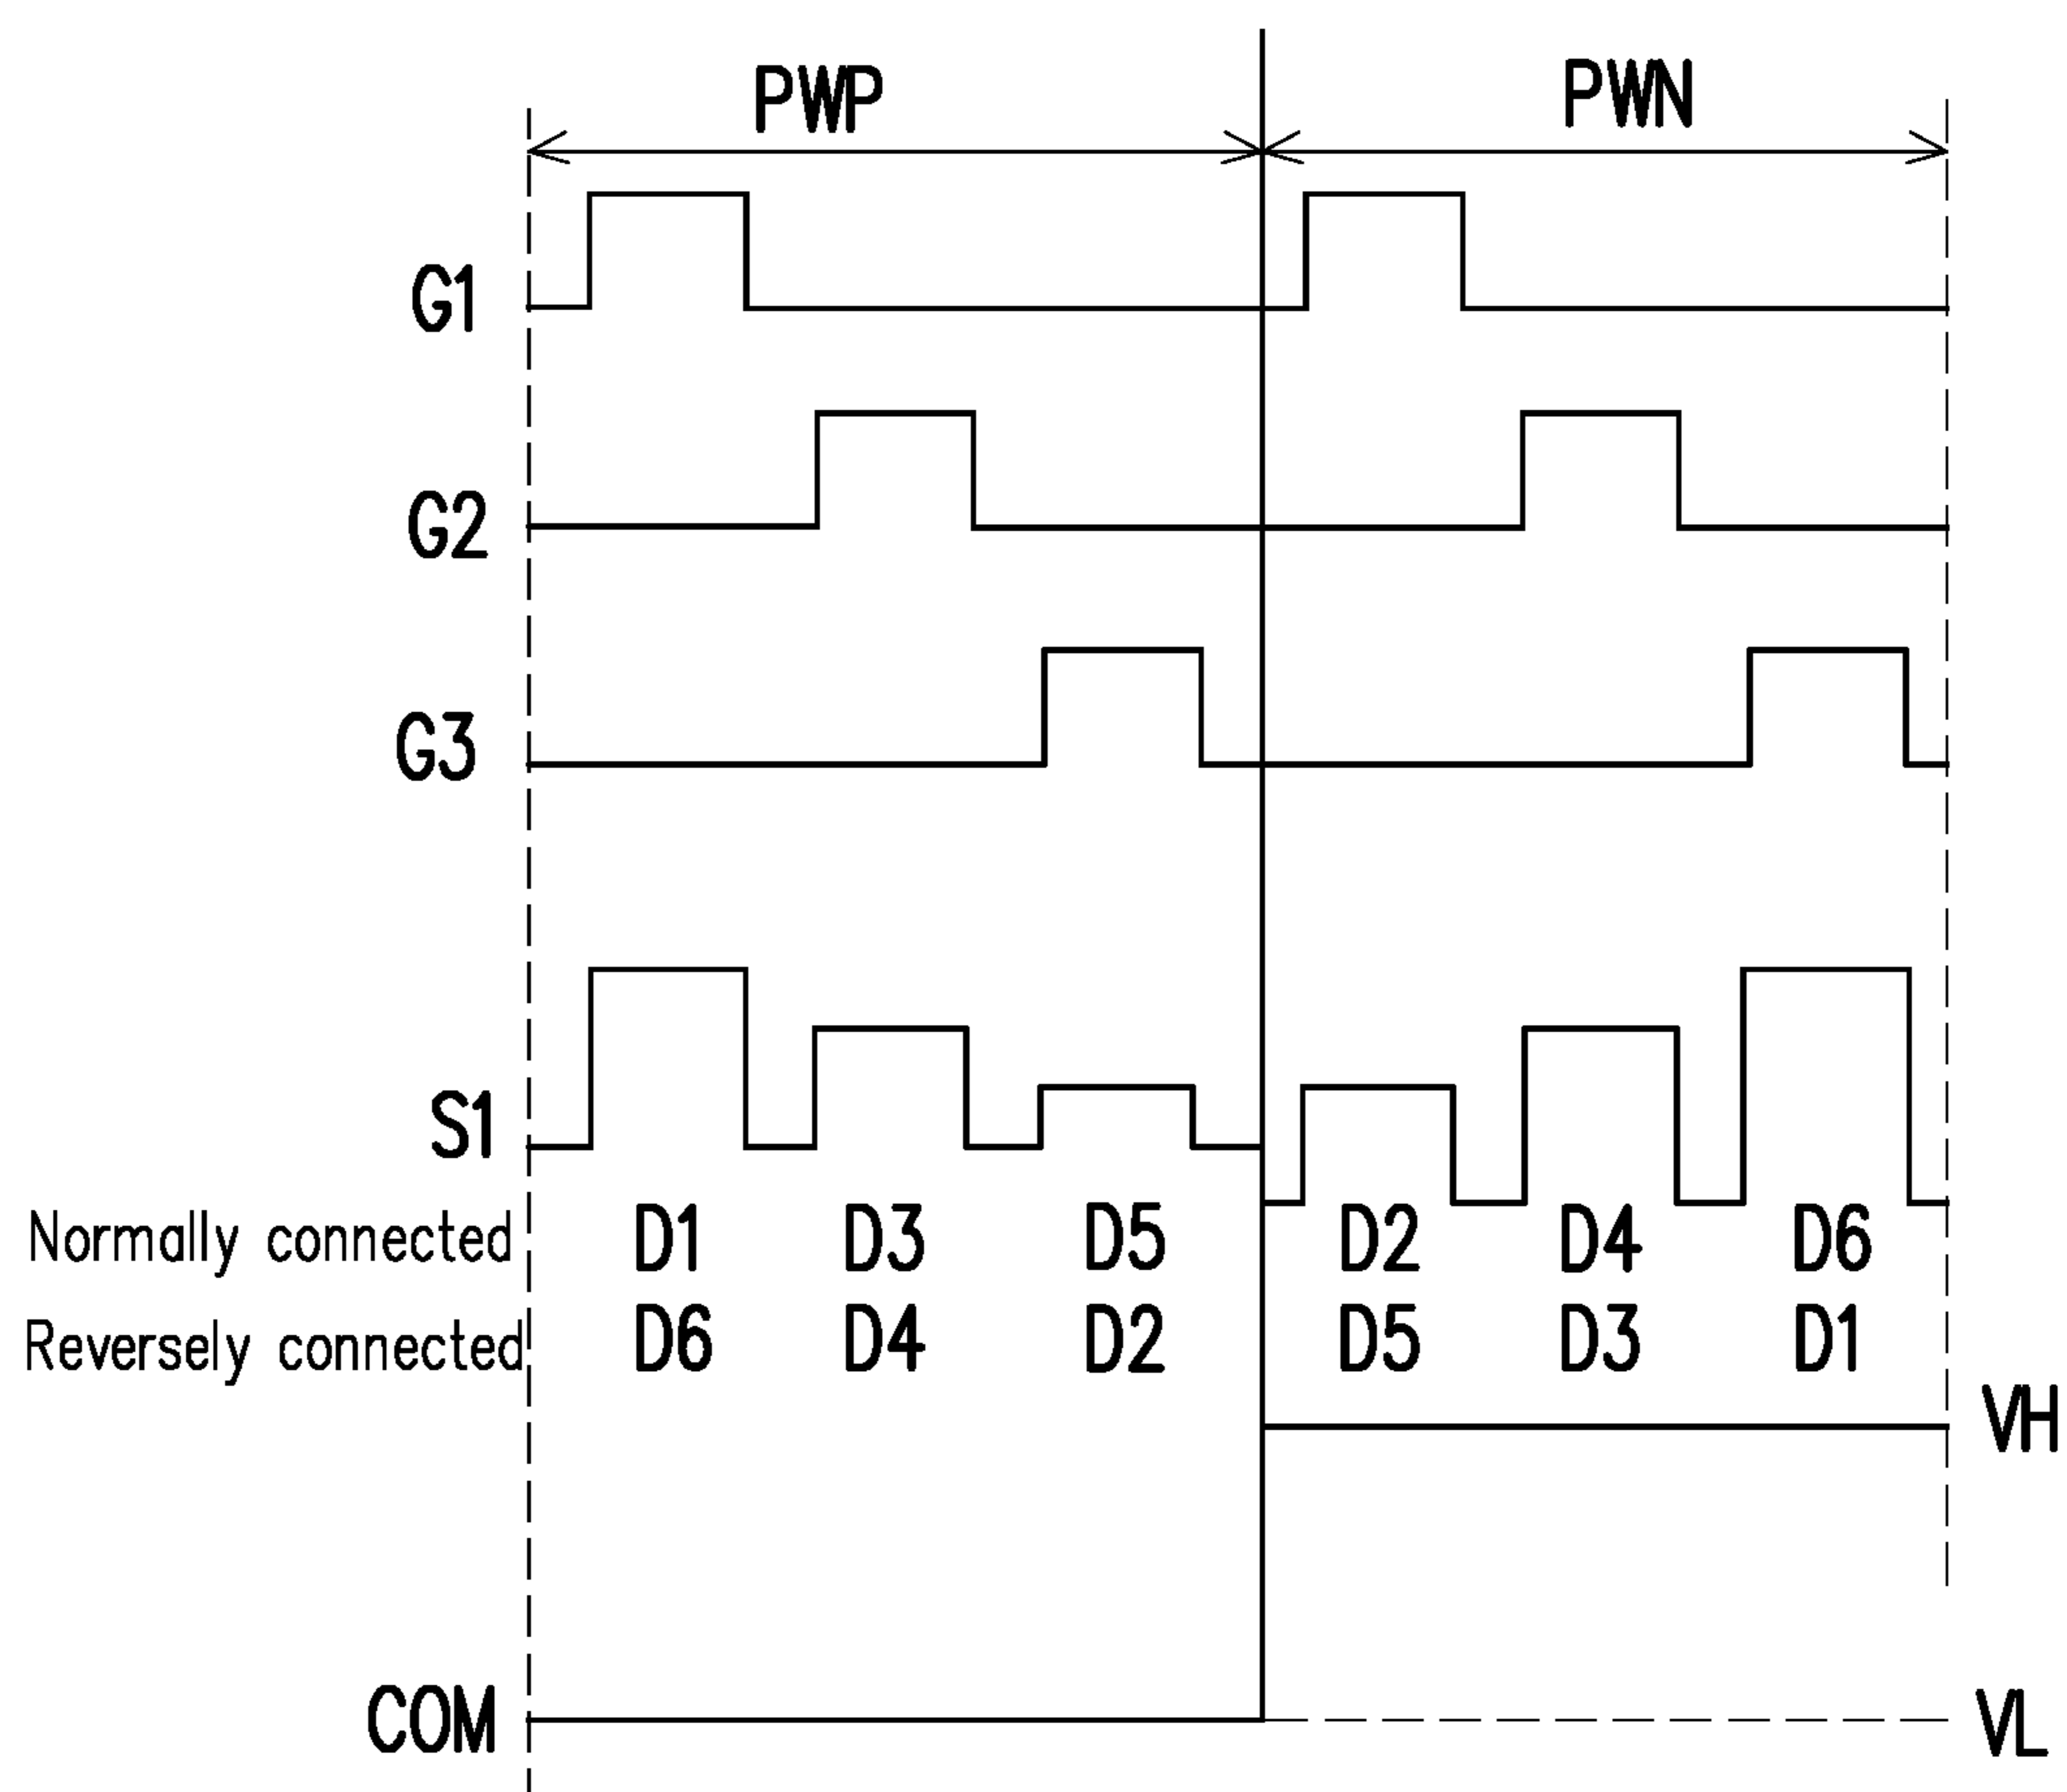 PWP PWN
G1
G2
G3
S1
Normally connected D1 D3 D5 D2 D4 D6
Reversely connected D6 D4 D2 D5 D3 D1
VH
COM VL